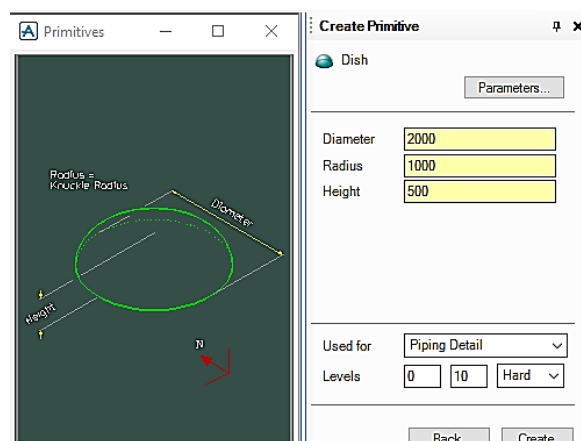 Primitives
Radius =
Knuckle Radius
Diameter
Height
N
Create Primitive
Dish
Parameters...
Diameter 2000
Radius 1000
Height 500
Used for Piping Detail
Levels 0 10 Hard
Back Create